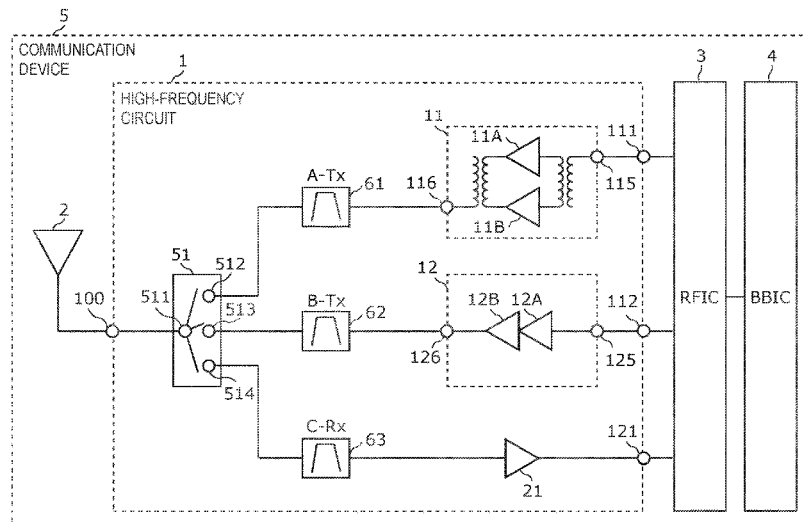 5
COMMUNICATION
DEVICE
1
HIGH-FREQUENCY
CIRCUIT
3
4
11
11A
111
A-Tx
61
116
115
11B
2
51
512
12
B-Tx
12B
12A
112
RFIC
BBIC
100
511
513
62
126
125
514
C-Rx
63
121
21